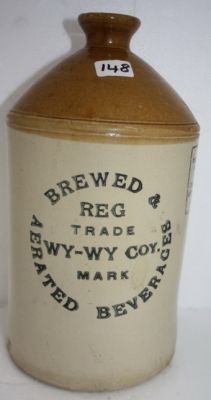 148
BREWED &
REG
TRADE
WY-WY COY.
MARK
AERATED BEVERAGES